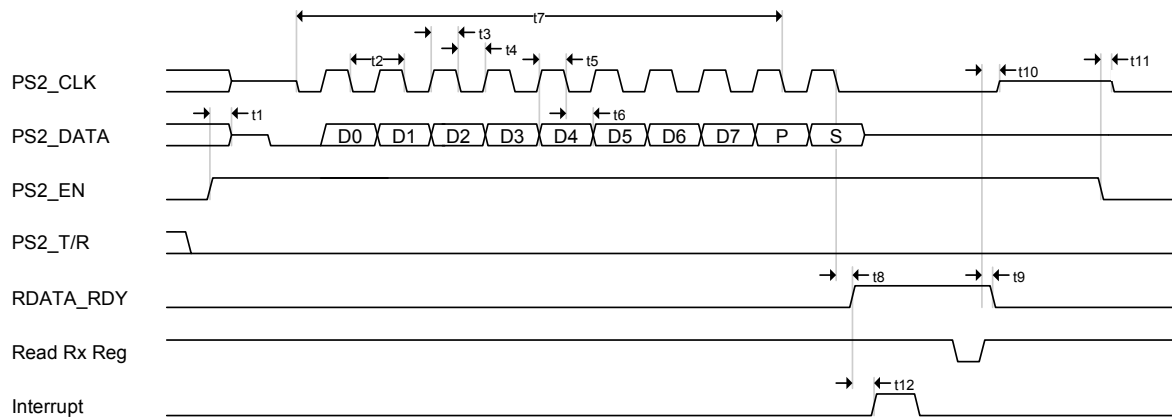 t7
t3
t2 t4 t5
PS2_CLK t10 t11
t1 t6
PS2_DATA D0 D1 D2 D3 D4 D5 D6 D7 P S
PS2_EN
PS2_T/R
t8 t9
RDATA_RDY
Read Rx Reg
t12
Interrupt